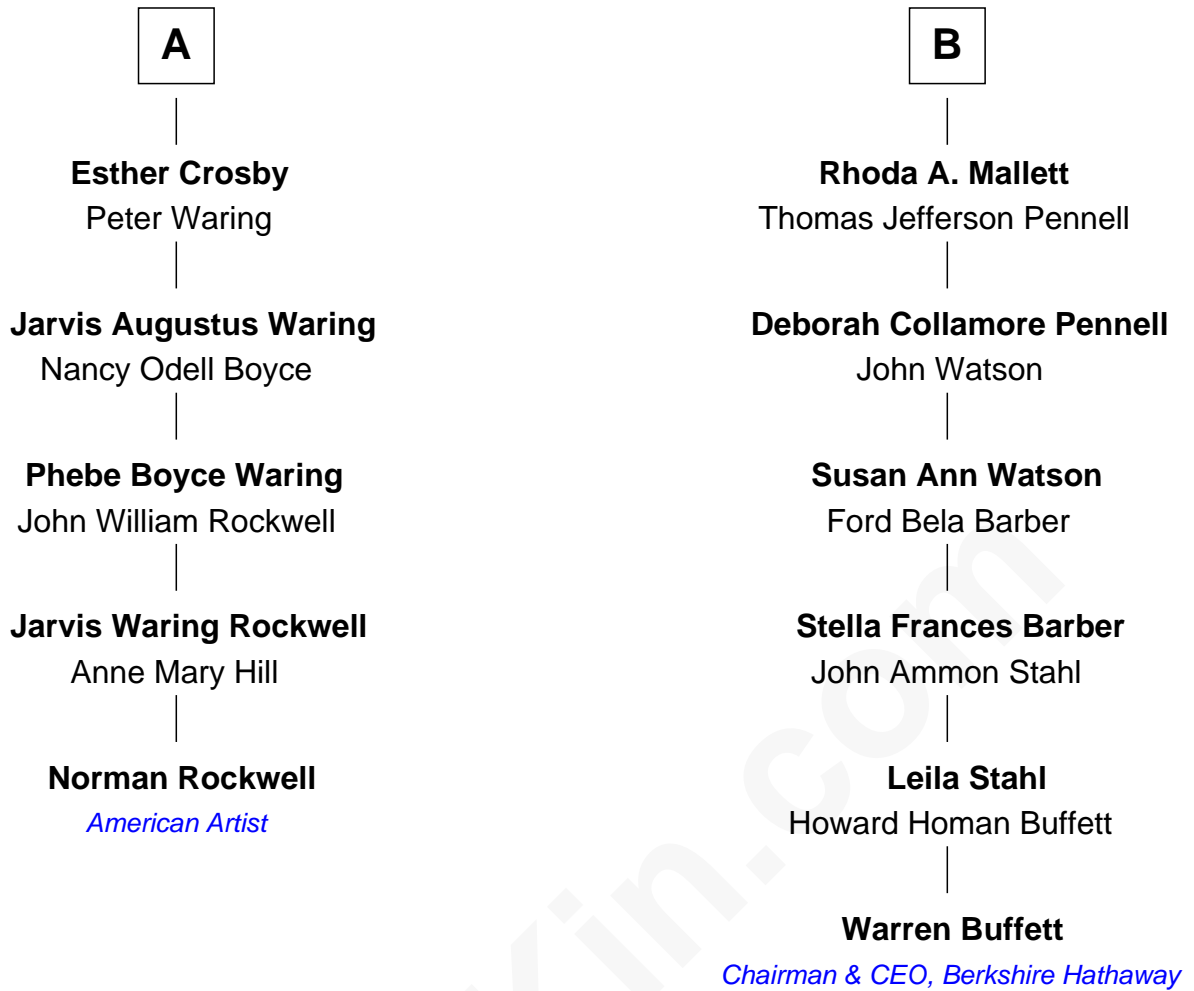 A
Esther Crosby
Peter Waring
Jarvis Augustus Waring
Nancy Odell Boyce
Phebe Boyce Waring
John William Rockwell
Jarvis Waring Rockwell
Anne Mary Hill
Norman Rockwell
American Artist
B
Rhoda A. Mallett
Thomas Jefferson Pennell
Deborah Collamore Pennell
John Watson
Susan Ann Watson
Ford Bela Barber
Stella Frances Barber
John Ammon Stahl
Leila Stahl
Howard Homan Buffett
Warren Buffett
Chairman & CEO, Berkshire Hathaway
Kin.com